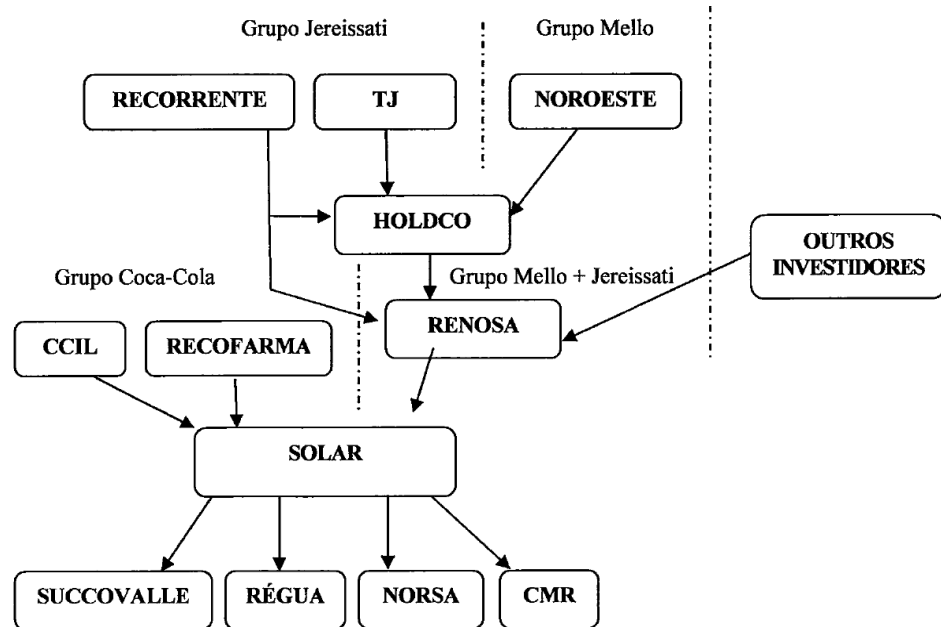 Grupo Jereissati
Grupo Mello
RECORRENTE
TJ
NOROESTE
HOLDCO
OUTROS
INVESTIDORES
Grupo Coca-Cola
Grupo Mello + Jereissati
RENOSA
CCIL
RECOFARMA
SOLAR
SUCCOVALLE
RÉGUA
NORSA
CMR